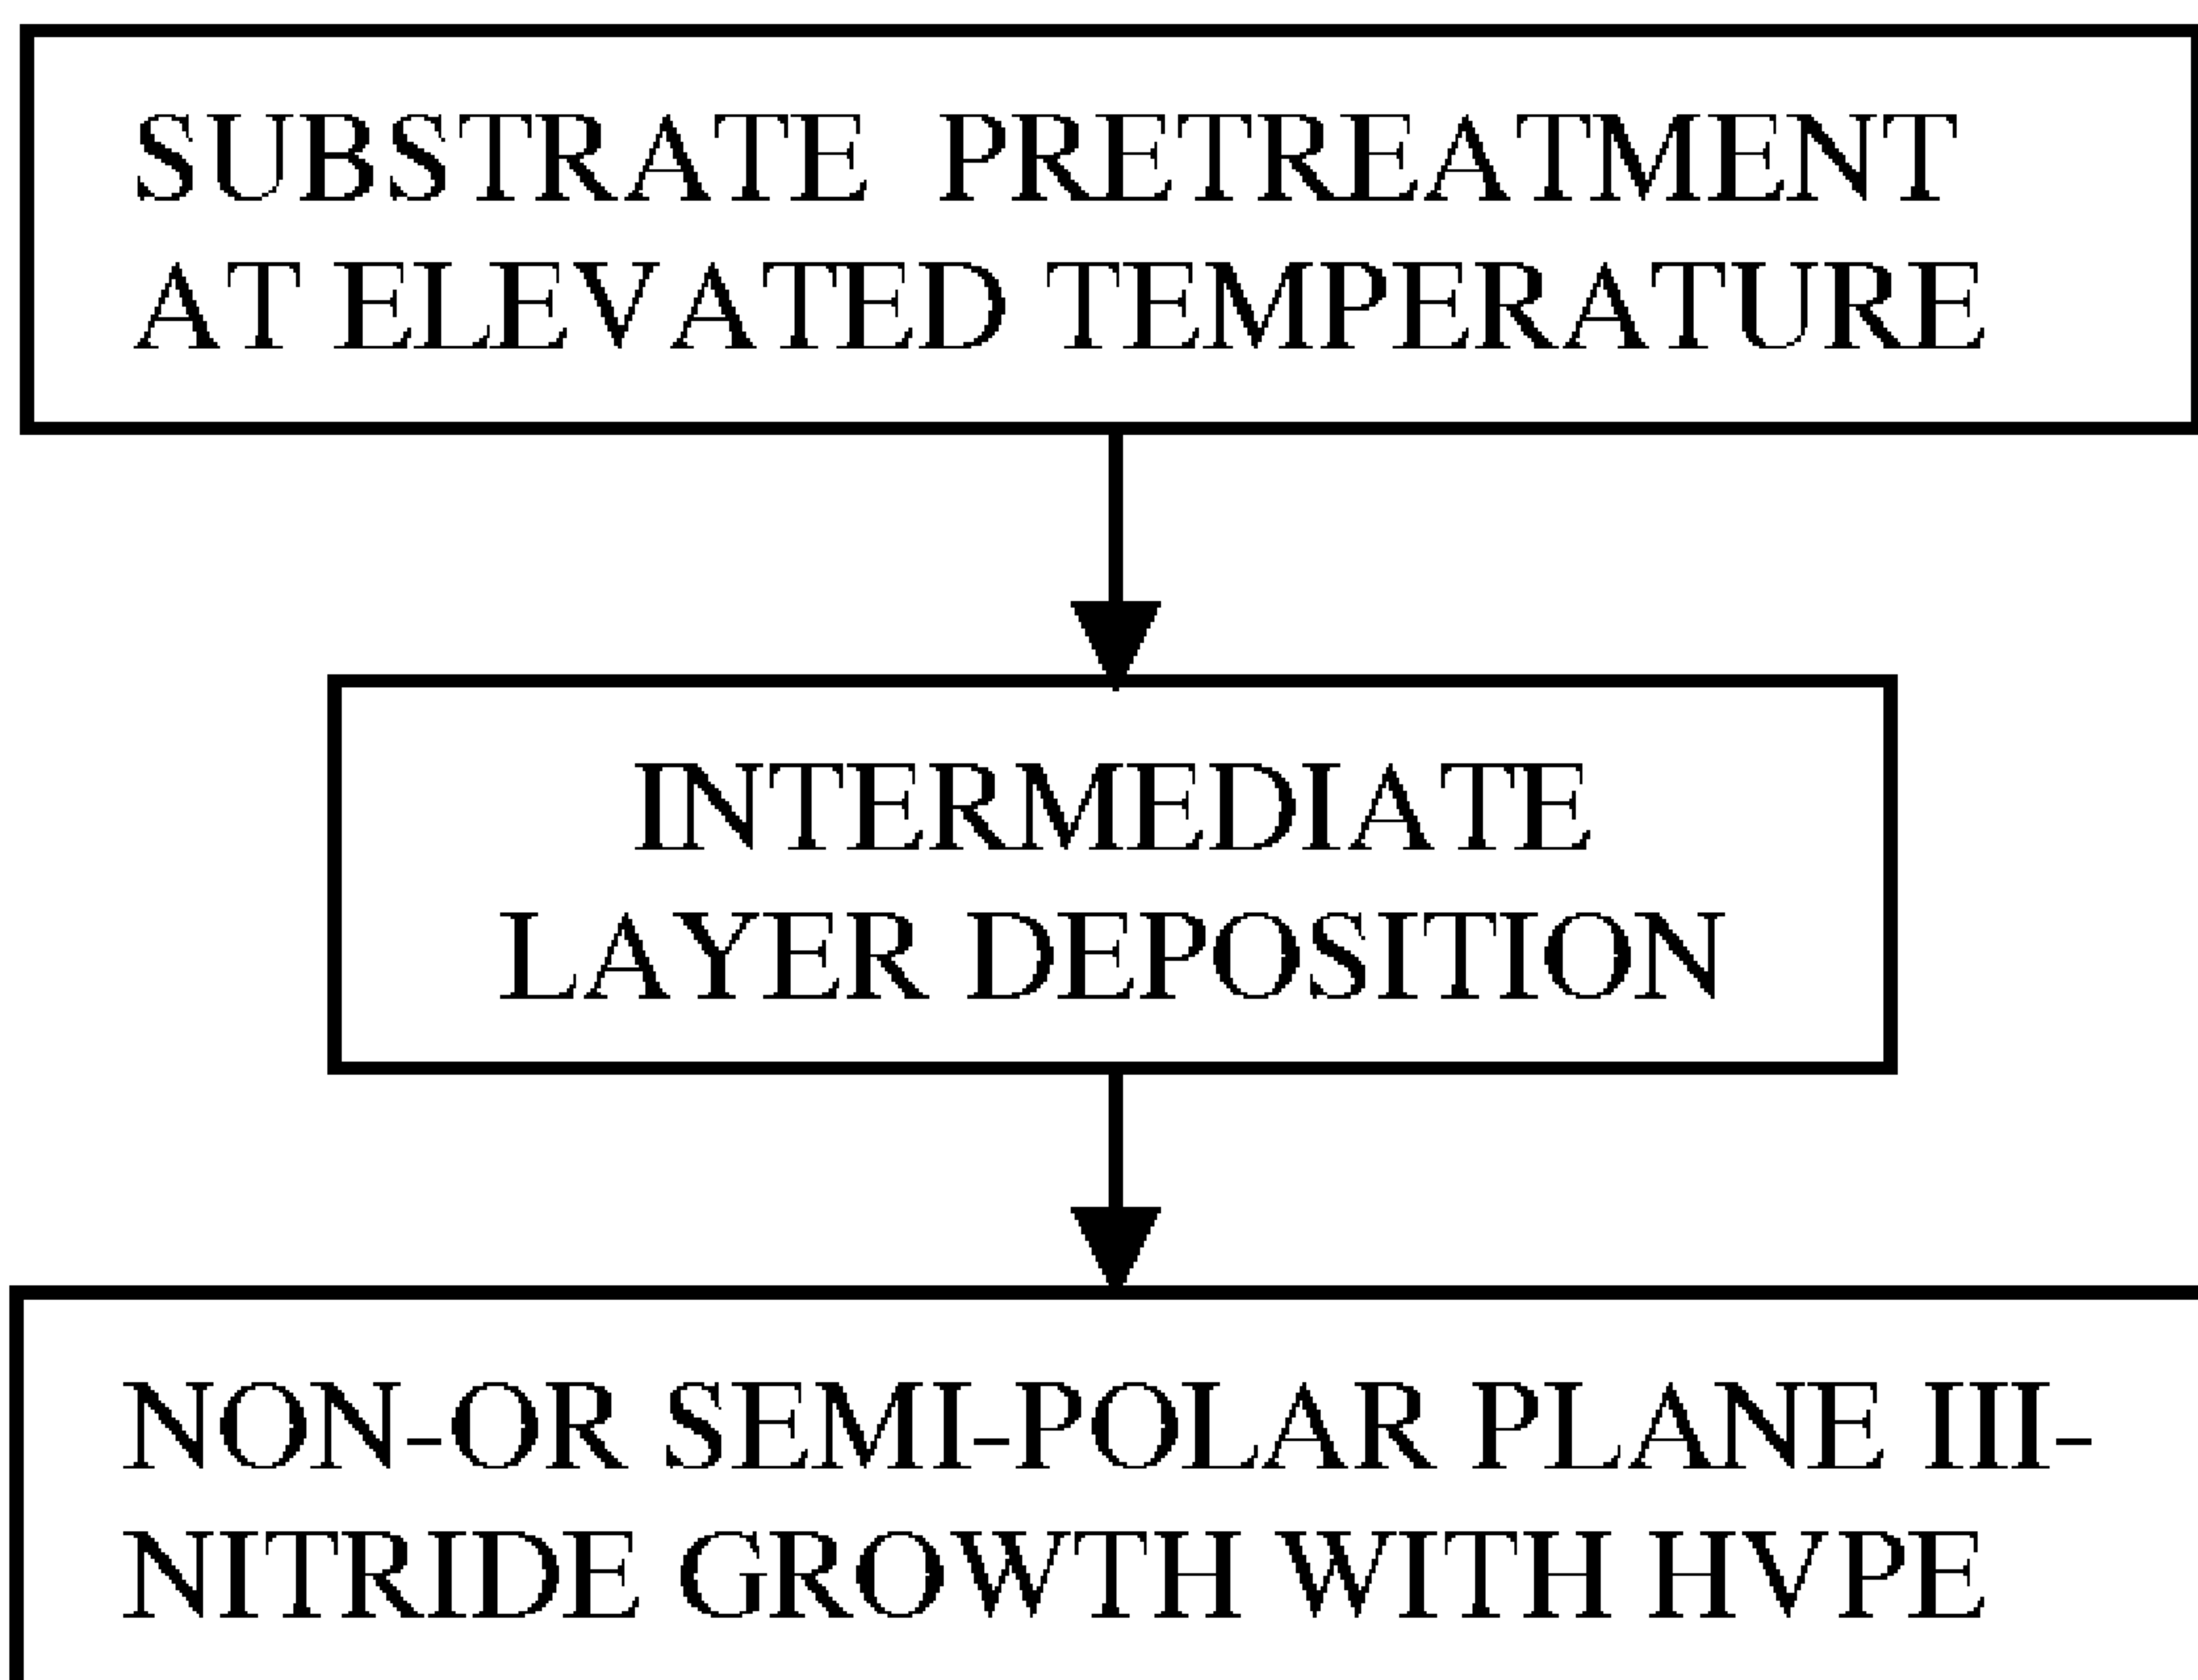 SUBSTRATE PRETREATMENT
AT ELEVATED TEMPERATURE
INTERMEDIATE
LAYER DEPOSITION
NON-OR SEMI-POLAR PLANE III-
NITRIDE GROWTH WITH HVPE